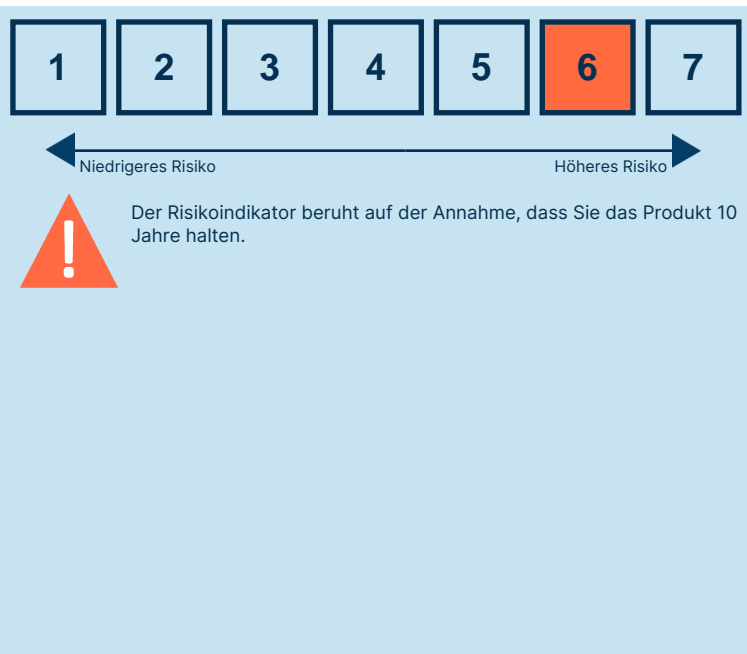 1 2 3 4 5 6 7
Niedrigeres Risiko Höheres Risiko
Der Risikoindikator beruht auf der Annahme, dass Sie das Produkt 10
Jahre halten.